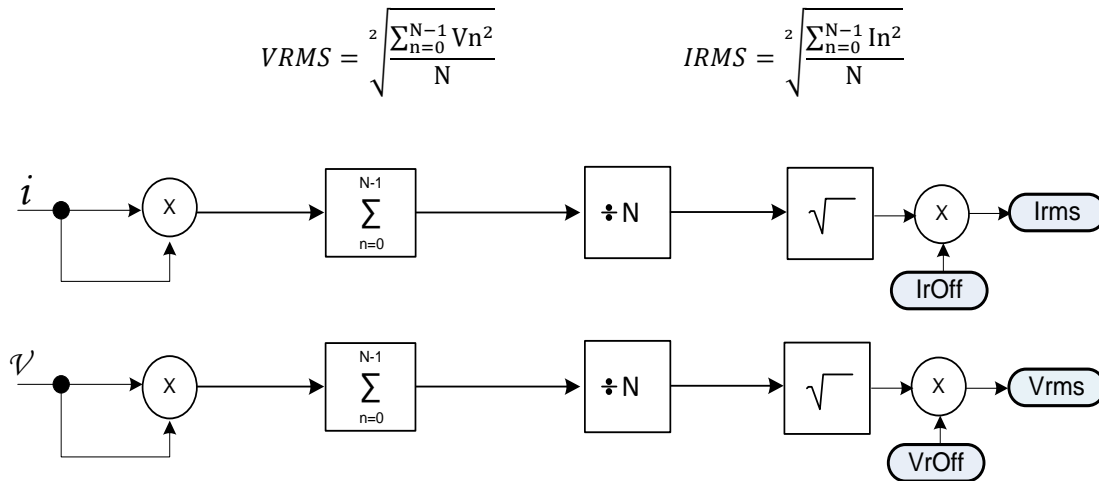 VRMS = ²√(∑ₙ₌₀ᴺ⁻¹ Vn² / N) IRMS = ²√(∑ₙ₌₀ᴺ⁻¹ In² / N)
i X N-1 ∑ n=0 ÷N √ X Irms
IrOff
v X N-1 ∑ n=0 ÷N √ X Vrms
VrOff